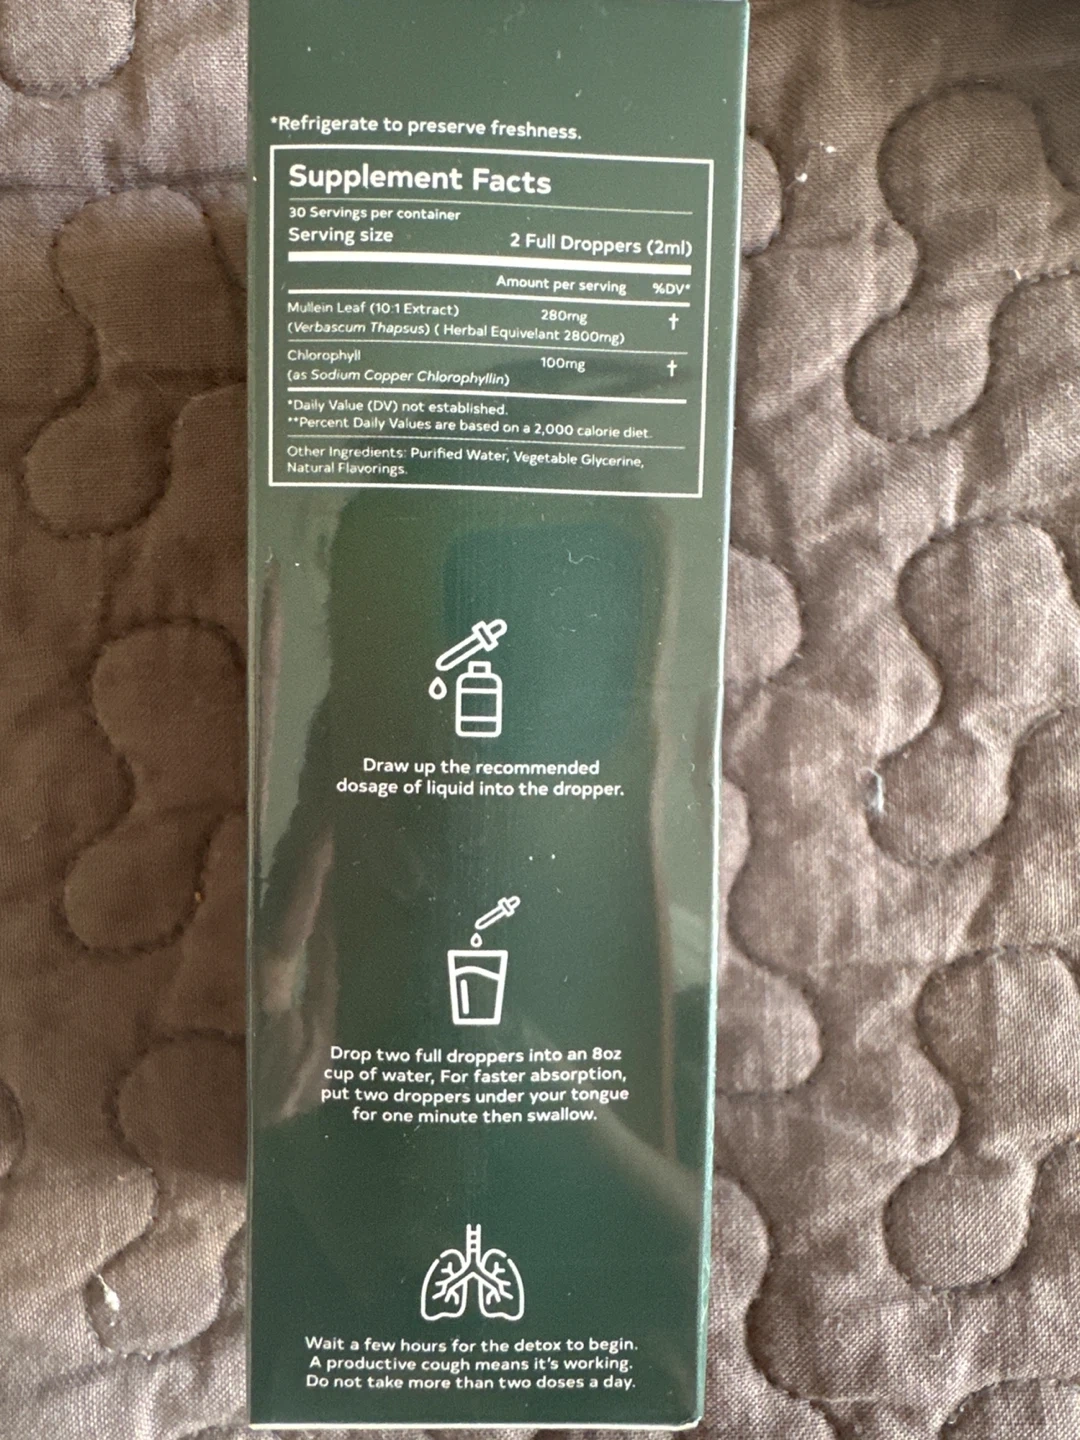 *Refrigerate to preserve freshness.
Supplement Facts
30 Servings per container
Serving size 2 Full Droppers (2ml)
Amount per serving %DV*
Mullein Leaf (10:1 Extract) 280mg †
(Verbascum Thapsus) ( Herbal Equivelant 2800mg)
Chlorophyll 100mg †
(as Sodium Copper Chlorophyllin)
*Daily Value (DV) not established.
**Percent Daily Values are based on a 2,000 calorie diet.
Other Ingredients: Purified Water, Vegetable Glycerine,
Natural Flavorings.
Draw up the recommended
dosage of liquid into the dropper.
Drop two full droppers into an 8oz
cup of water, For faster absorption,
put two droppers under your tongue
for one minute then swallow.
Wait a few hours for the detox to begin.
A productive cough means it's working.
Do not take more than two doses a day.